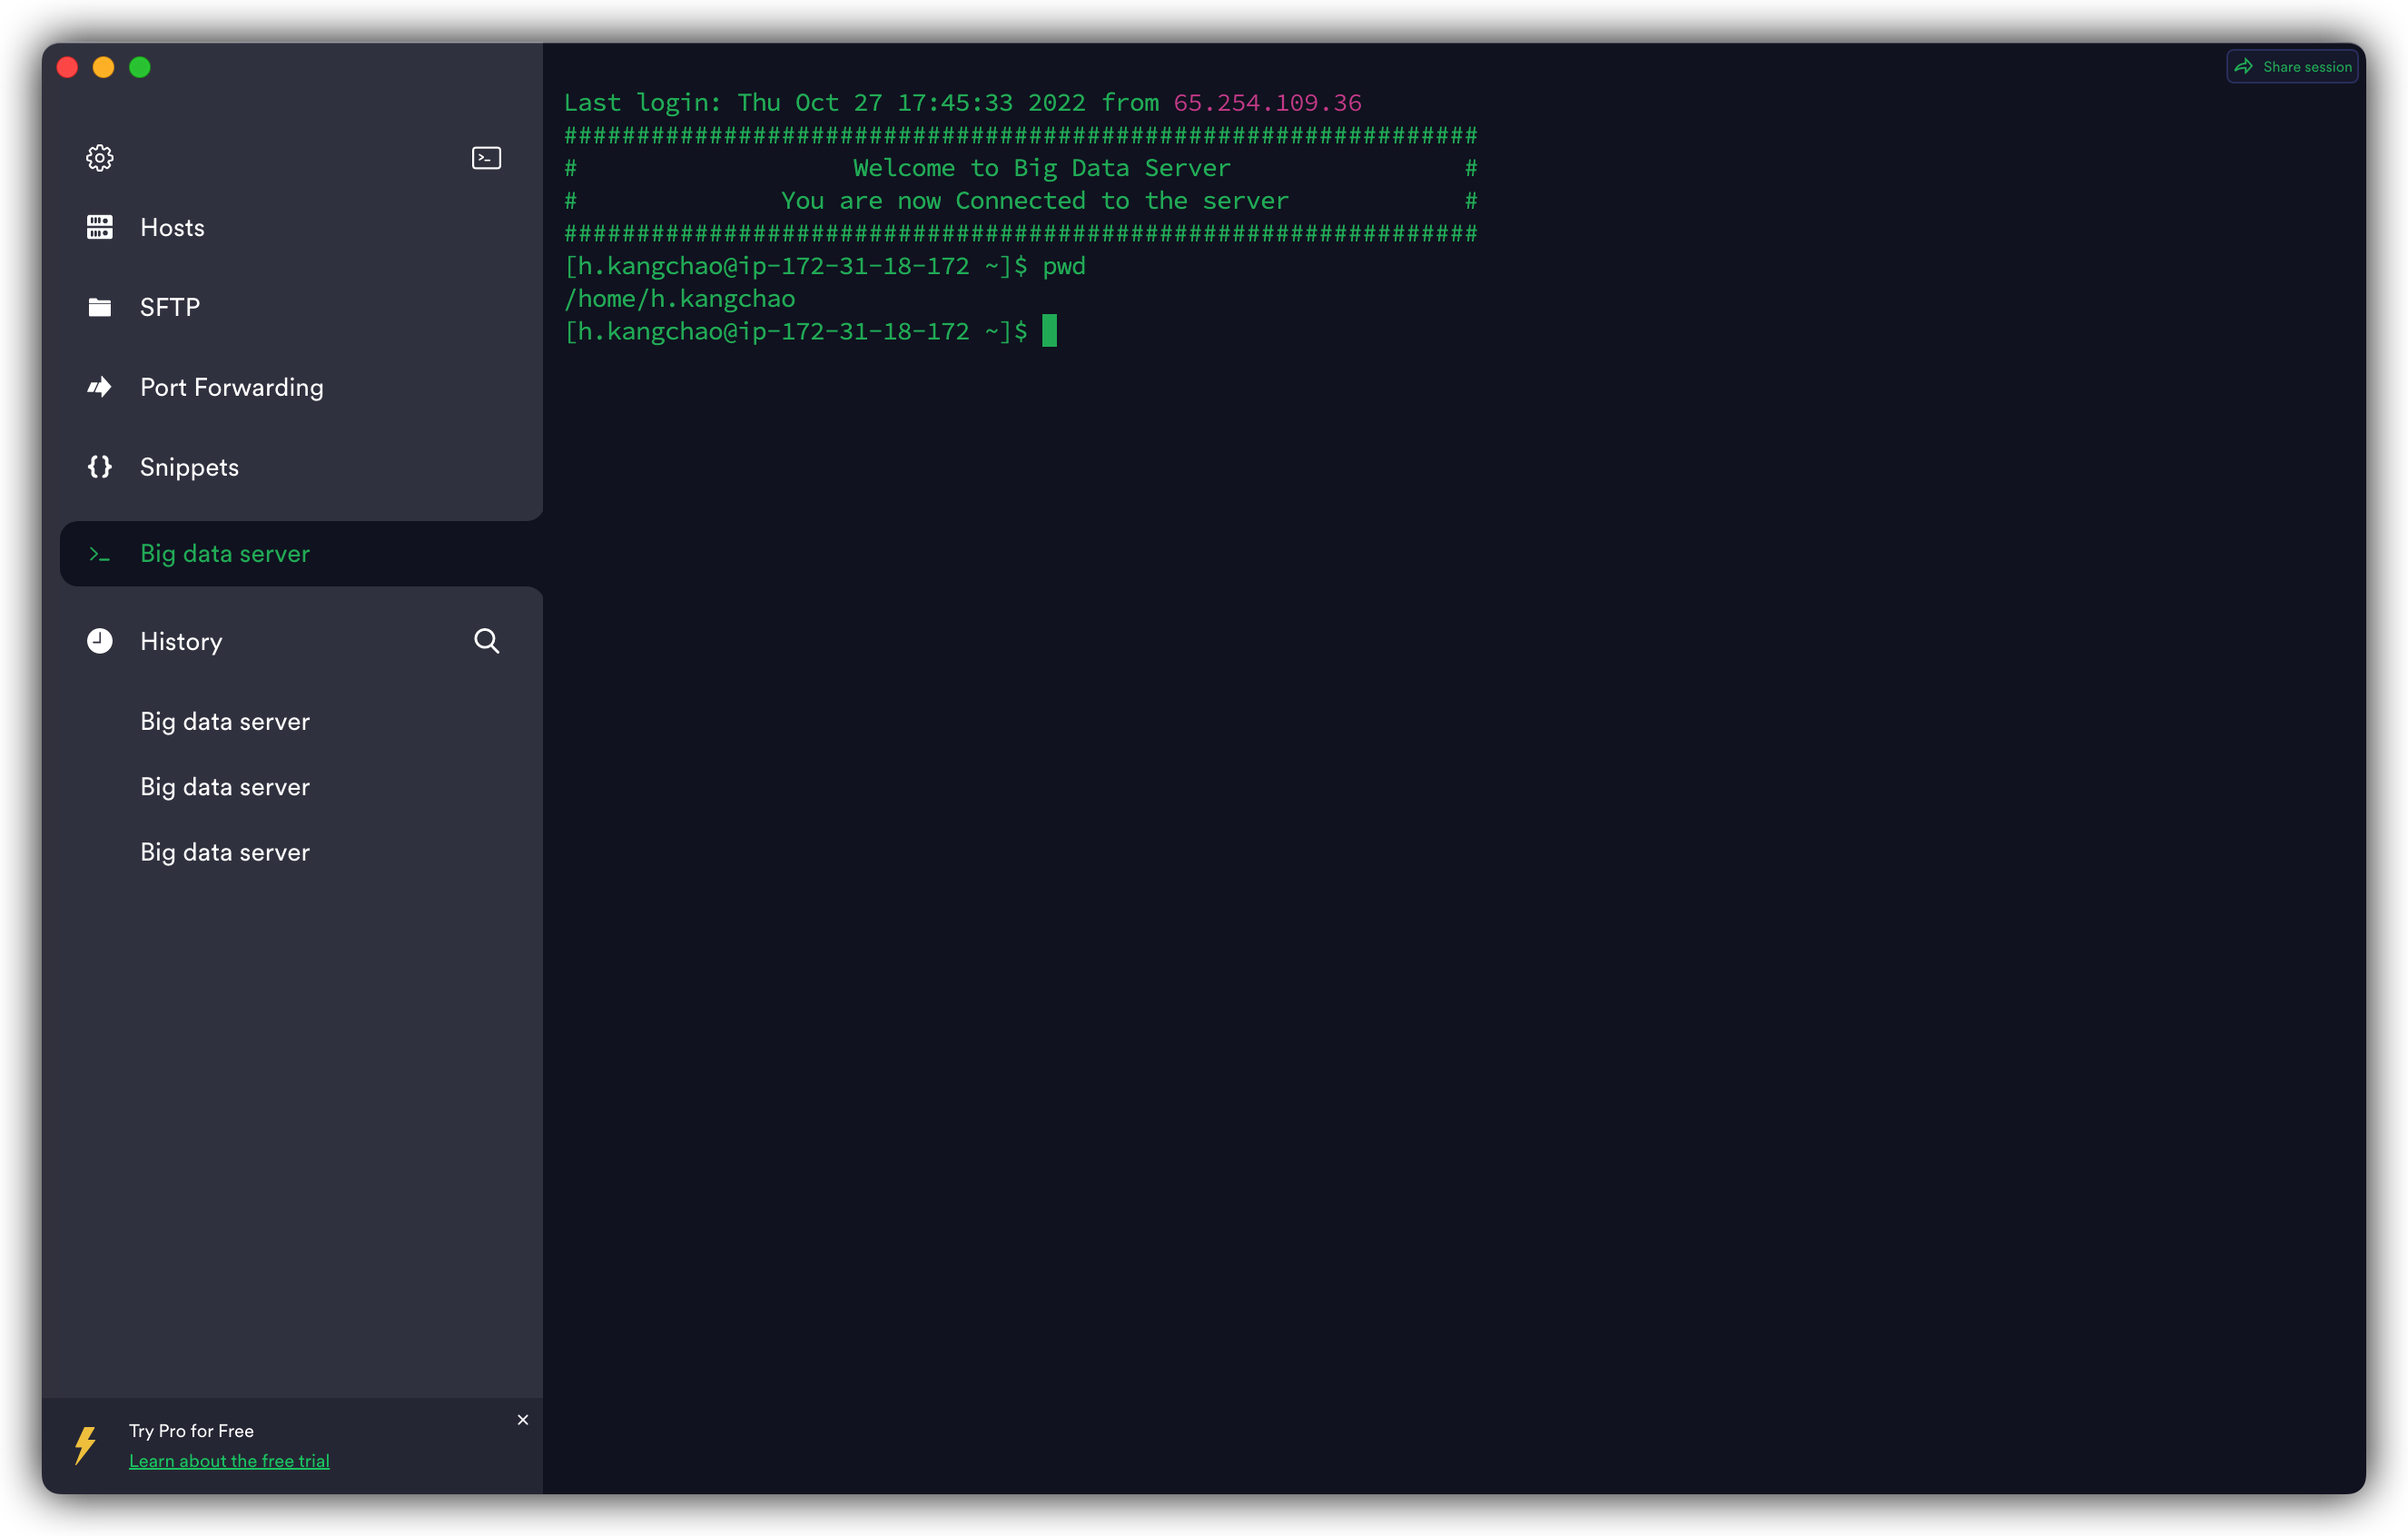 Hosts
SFTP
Port Forwarding
Snippets
Big data server
History
Big data server
Big data server
Big data server
Try Pro for Free
Learn about the free trial
Share session
Last login: Thu Oct 27 17:45:33 2022 from 65.254.109.36
###############################################################
#                   Welcome to Big Data Server                #
#              You are now Connected to the server            #
###############################################################
[h.kangchao@ip-172-31-18-172 ~]$ pwd
/home/h.kangchao
[h.kangchao@ip-172-31-18-172 ~]$